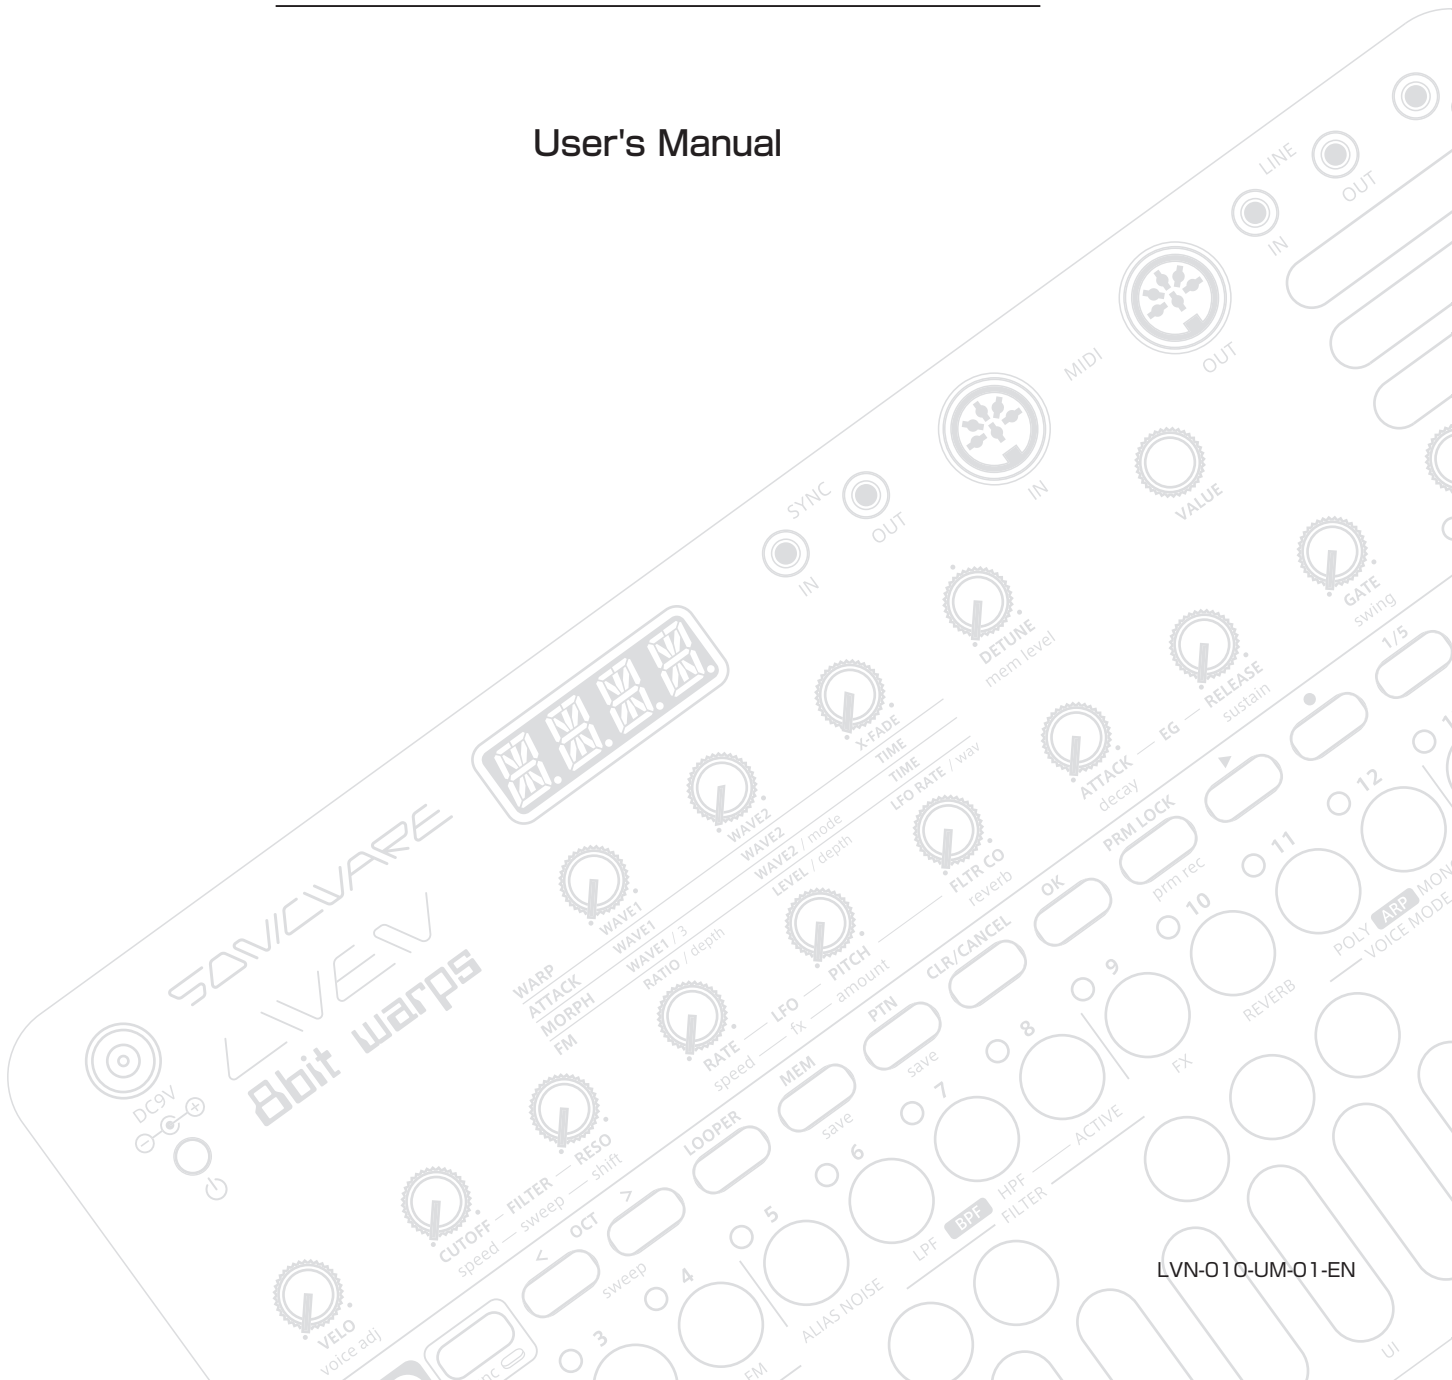 User's Manual
LINE
OUT
IN
MIDI
OUT
IN
SYNC
OUT
IN
VALUE
GATE
swing
DETUNE
mem level
RELEASE
sustain
EG
ATTACK
decay
1/5
X-FADE
TIME
TIME
LFO RATE / wav
WAVE2
WAVE2
WAVE2 / mode
LEVEL / depth
WAVE1
WAVE1
WAVE1 / 3
RATIO / depth
WARP
ATTACK
MORPH
FM
SONICWARE
LIVEN
8bit warps
DC9V
FLTR CO
reverb
PITCH
amount
LFO
fx
RATE
speed
RESO
shift
FILTER
sweep
CUTOFF
speed
VELO
voice adj
PRM LOCK
prm rec
OK
CLR/CANCEL
PTN
save
MEM
save
LOOPER
< OCT >
sweep
12
11
10
9
8
7
6
5
4
3
POLY ARP MONO
VOICE MODE
REVERB
FX
LPF BPF HPF
FILTER
ACTIVE
ALIAS NOISE
FM
UI
LVN-010-UM-01-EN